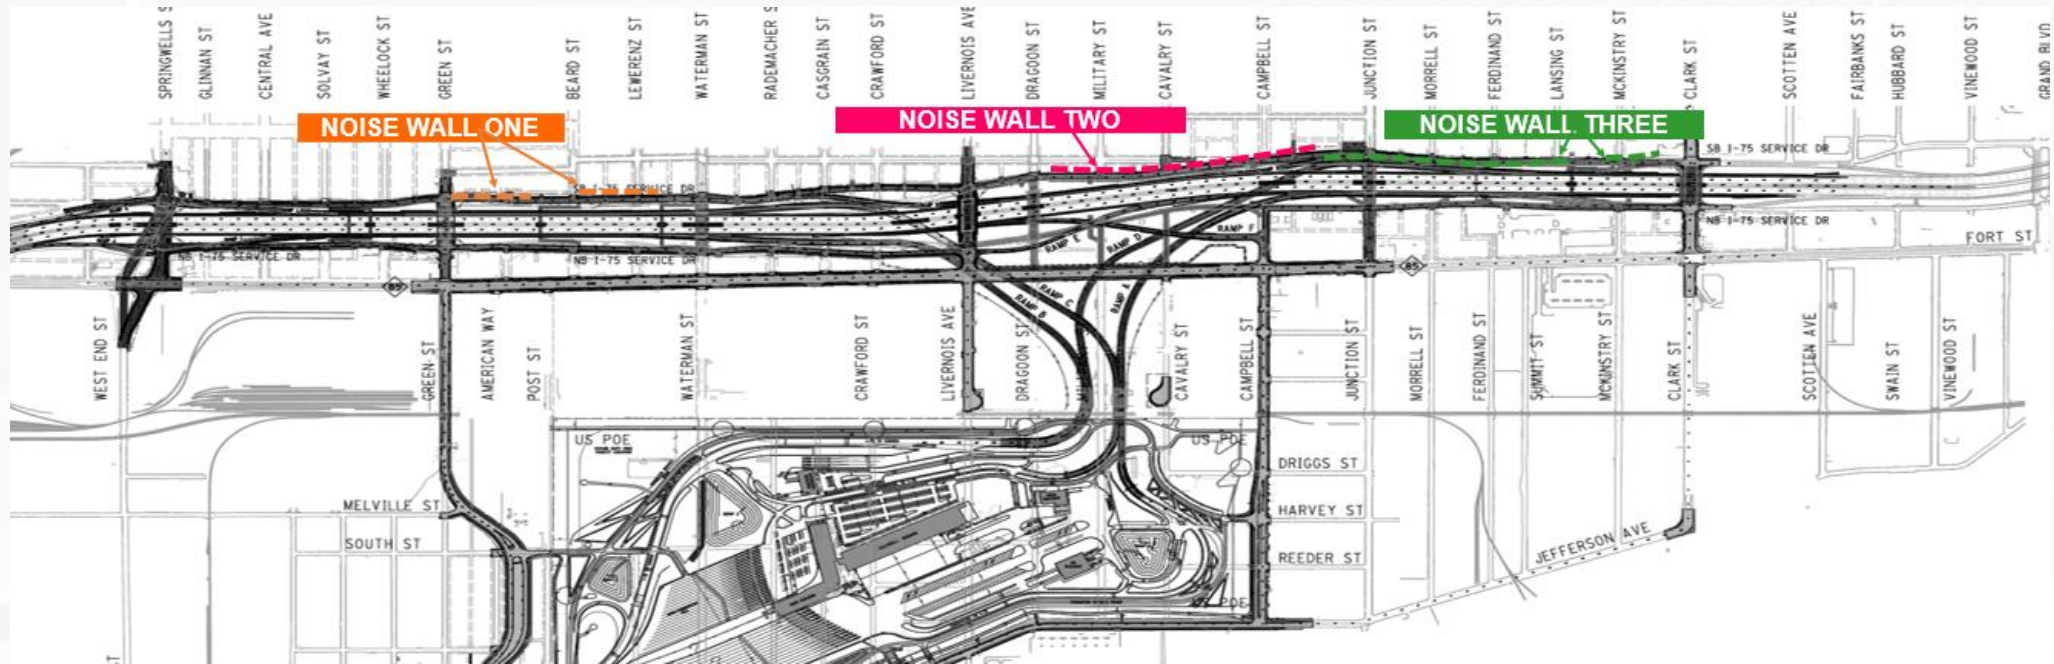 SPRINGWELLS S
GLINNAN ST
CENTRAL AVE
SOLVAY ST
WHEELOCK ST
GREEN ST
BEARD ST
LEWERENZ ST
WATERMAN ST
RADEMACHER S
CASGRAIN ST
CRAWFORD ST
LIVERNOIS AVE
DRAGOON ST
MILITARY ST
CAVALRY ST
CAMPBELL ST
JUNCTION ST
MORRELL ST
FERDINAND ST
LANSING ST
MCKINSTRY ST
CLARK ST
SCOTTEN AVE
FAIRBANKS ST
HUBBARD ST
VINEWOOD ST
GRAND BLVD
NOISE WALL ONE
NOISE WALL TWO
NOISE WALL THREE
SB I-75 SERVICE DR
SB I-75 SERVICE DR
NB I-75 SERVICE DR
NB I-75 SERVICE DR
NB I-75 SERVICE DR
FORT ST
RAMP E
RAMP D
RAMP F
85
85
RAMP B
RAMP C
RAMP A
WEST END ST
GREEN ST
AMERICAN WAY
POST ST
WATERMAN ST
CRAWFORD ST
LIVERNOIS AVE
DRAGOON ST
CAVALRY ST
CAMPBELL ST
JUNCTION ST
MORRELL ST
FERDINAND ST
SUMMIT ST
MCKINSTRY ST
CLARK ST
SCOTTEN AVE
SWAIN ST
VINEWOOD ST
US POE
US POE
DRIGGS ST
MELVILLE ST
HARVEY ST
SOUTH ST
REEDER ST
JEFFERSON AVE
US POE